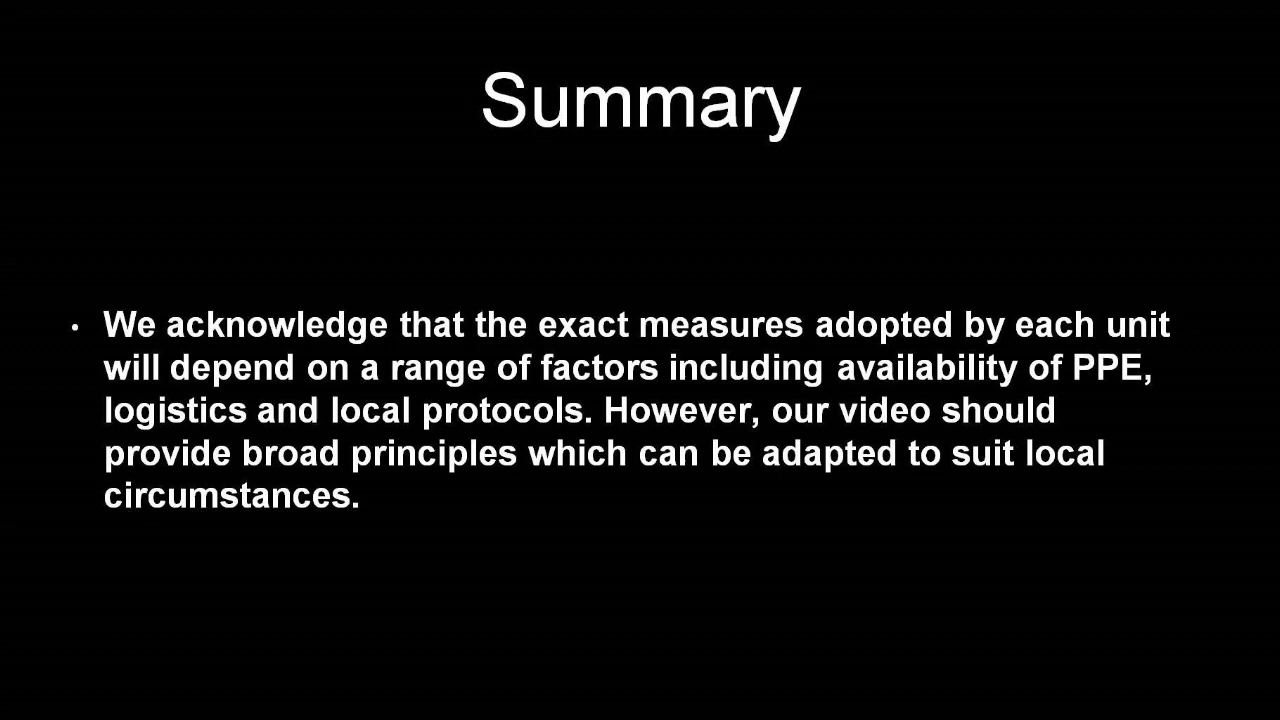 Summary
• We acknowledge that the exact measures adopted by each unit
will depend on a range of factors including availability of PPE,
logistics and local protocols. However, our video should
provide broad principles which can be adapted to suit local
circumstances.